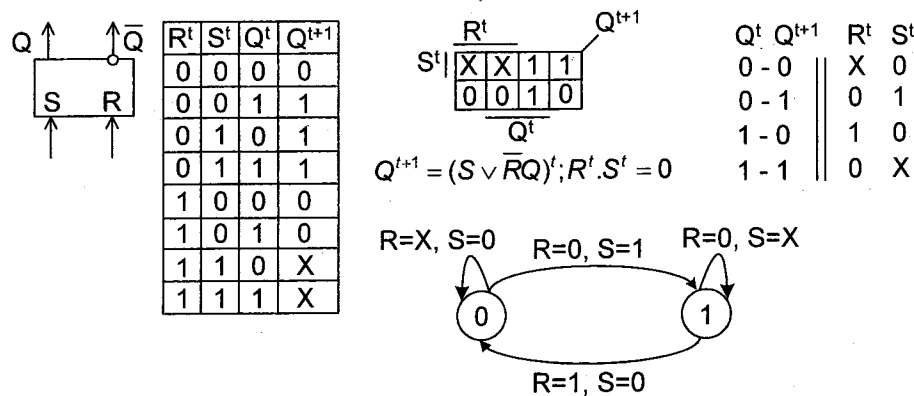 Q Q̅
S R
Rᵗ Sᵗ Qᵗ Qᵗ⁺¹
0 0 0 0
0 0 1 1
0 1 0 1
0 1 1 1
1 0 0 0
1 0 1 0
1 1 0 X
1 1 1 X
Qᵗ⁺¹
Rᵗ
Sᵗ X X 1 1
0 0 1 0
Qᵗ
Qᵗ⁺¹ = (S ∨ R̅Q)ᵗ; Rᵗ.Sᵗ = 0
Qᵗ Qᵗ⁺¹ Rᵗ Sᵗ
0 - 0 X 0
0 - 1 0 1
1 - 0 1 0
1 - 1 0 X
R=X, S=0
R=0, S=1
R=0, S=X
0
1
R=1, S=0